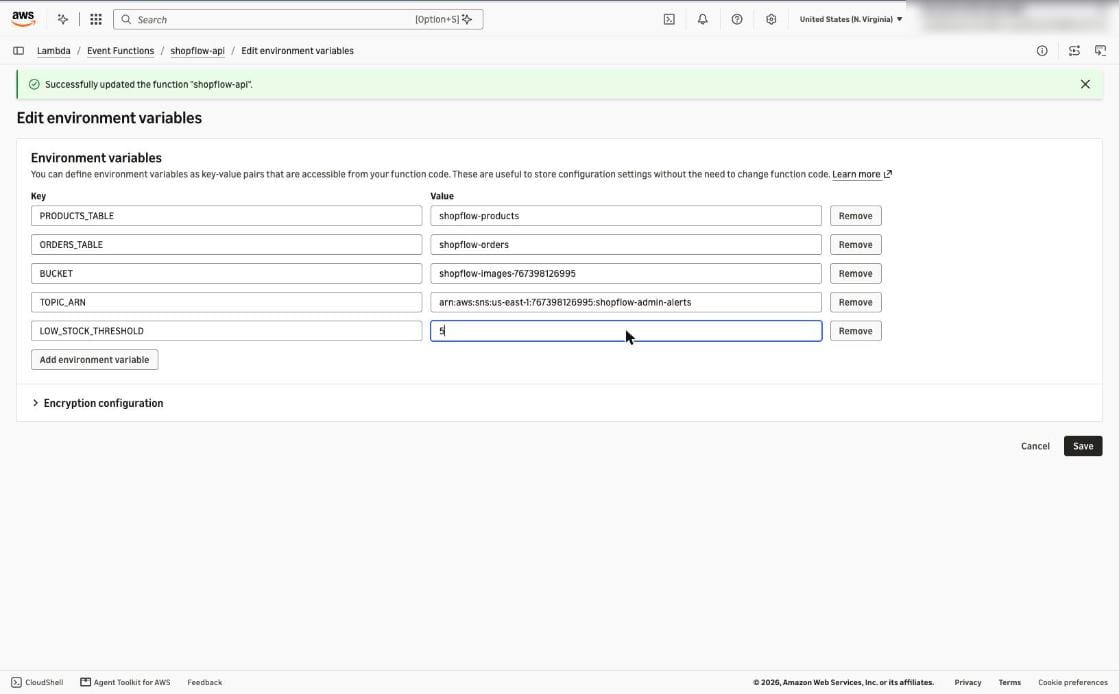 aws
Search [Option+S] United States (N. Virginia)
Lambda / Event Functions / shopflow-api / Edit environment variables
Successfully updated the function "shopflow-api".
Edit environment variables
Environment variables
You can define environment variables as key-value pairs that are accessible from your function code. These are useful to store configuration settings without the need to change function code. Learn more
Key Value
PRODUCTS_TABLE shopflow-products Remove
ORDERS_TABLE shopflow-orders Remove
BUCKET shopflow-images-767398126995 Remove
TOPIC_ARN arn:aws:sns:us-east-1:767398126995:shopflow-admin-alerts Remove
LOW_STOCK_THRESHOLD 5 Remove
Add environment variable
Encryption configuration
Cancel Save
CloudShell Agent Toolkit for AWS Feedback © 2026, Amazon Web Services, Inc. or its affiliates. Privacy Terms Cookie preferences